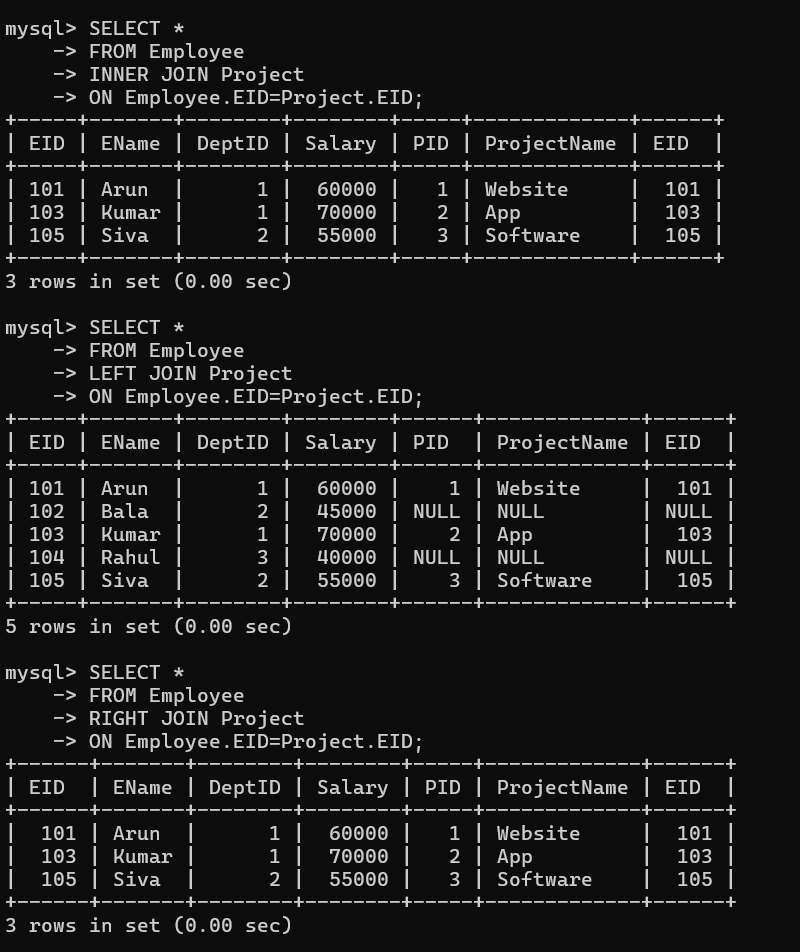 mysql> SELECT *
    -> FROM Employee
    -> INNER JOIN Project
    -> ON Employee.EID=Project.EID;
+-----+-------+--------+--------+-----+-------------+------+
| EID | EName | DeptID | Salary | PID | ProjectName | EID  |
+-----+-------+--------+--------+-----+-------------+------+
| 101 | Arun  |      1 |  60000 |   1 | Website     |  101 |
| 103 | Kumar |      1 |  70000 |   2 | App         |  103 |
| 105 | Siva  |      2 |  55000 |   3 | Software    |  105 |
+-----+-------+--------+--------+-----+-------------+------+
3 rows in set (0.00 sec)

mysql> SELECT *
    -> FROM Employee
    -> LEFT JOIN Project
    -> ON Employee.EID=Project.EID;
+-----+-------+--------+--------+------+-------------+------+
| EID | EName | DeptID | Salary | PID  | ProjectName | EID  |
+-----+-------+--------+--------+------+-------------+------+
| 101 | Arun  |      1 |  60000 |    1 | Website     |  101 |
| 102 | Bala  |      2 |  45000 | NULL | NULL        | NULL |
| 103 | Kumar |      1 |  70000 |    2 | App         |  103 |
| 104 | Rahul |      3 |  40000 | NULL | NULL        | NULL |
| 105 | Siva  |      2 |  55000 |    3 | Software    |  105 |
+-----+-------+--------+--------+------+-------------+------+
5 rows in set (0.00 sec)

mysql> SELECT *
    -> FROM Employee
    -> RIGHT JOIN Project
    -> ON Employee.EID=Project.EID;
+------+-------+--------+--------+-----+-------------+------+
| EID  | EName | DeptID | Salary | PID | ProjectName | EID  |
+------+-------+--------+--------+-----+-------------+------+
|  101 | Arun  |      1 |  60000 |   1 | Website     |  101 |
|  103 | Kumar |      1 |  70000 |   2 | App         |  103 |
|  105 | Siva  |      2 |  55000 |   3 | Software    |  105 |
+------+-------+--------+--------+-----+-------------+------+
3 rows in set (0.00 sec)